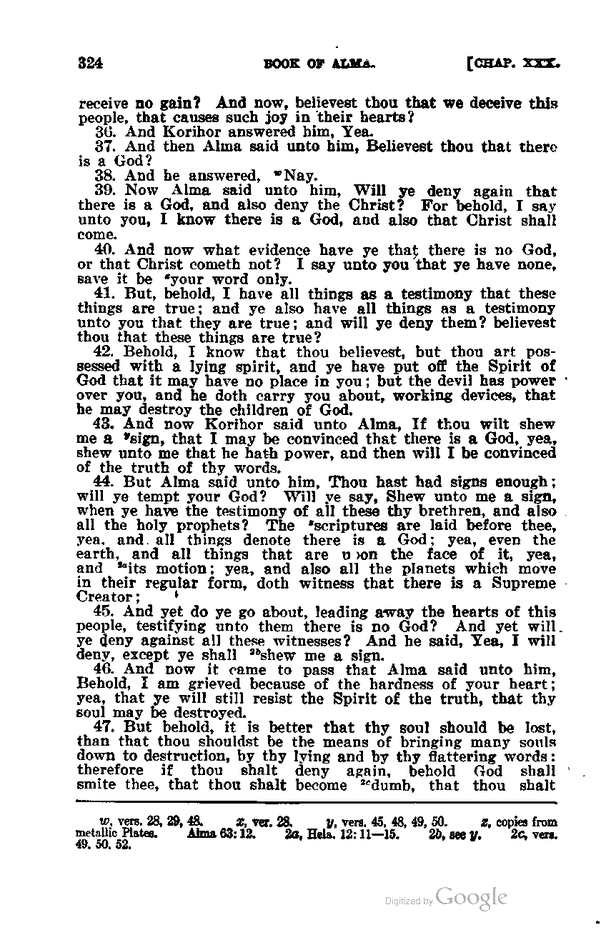 324 BOOK OF ALMA. [CHAP. XXX.
receive no gain? And now, believest thou that we deceive this
people, that causes such joy in their hearts?
36. And Korihor answered him, Yea.
37. And then Alma said unto him, Believest thou that there
is a God?
38. And he answered, ʷNay.
39. Now Alma said unto him, Will ye deny again that
there is a God, and also deny the Christ? For behold, I say
unto you, I know there is a God, and also that Christ shall
come.
40. And now what evidence have ye that there is no God,
or that Christ cometh not? I say unto you that ye have none,
save it be ˣyour word only.
41. But, behold, I have all things as a testimony that these
things are true; and ye also have all things as a testimony
unto you that they are true; and will ye deny them? believest
thou that these things are true?
42. Behold, I know that thou believest, but thou art pos-
sessed with a lying spirit, and ye have put off the Spirit of
God that it may have no place in you; but the devil has power
over you, and he doth carry you about, working devices, that
he may destroy the children of God.
43. And now Korihor said unto Alma, If thou wilt shew
me a ʸsign, that I may be convinced that there is a God, yea,
shew unto me that he hath power, and then will I be convinced
of the truth of thy words.
44. But Alma said unto him, Thou hast had signs enough;
will ye tempt your God? Will ye say, Shew unto me a sign,
when ye have the testimony of all these thy brethren, and also
all the holy prophets? The ᶻscriptures are laid before thee,
yea, and all things denote there is a God; yea, even the
earth, and all things that are upon the face of it, yea,
and ²ᵃits motion; yea, and also all the planets which move
in their regular form, doth witness that there is a Supreme
Creator;
45. And yet do ye go about, leading away the hearts of this
people, testifying unto them there is no God? And yet will
ye deny against all these witnesses? And he said, Yea, I will
deny, except ye shall ²ᵇshew me a sign.
46. And now it came to pass that Alma said unto him,
Behold, I am grieved because of the hardness of your heart;
yea, that ye will still resist the Spirit of the truth, that thy
soul may be destroyed.
47. But behold, it is better that thy soul should be lost,
than that thou shouldst be the means of bringing many souls
down to destruction, by thy lying and by thy flattering words:
therefore if thou shalt deny again, behold God shall
smite thee, that thou shalt become ²ᶜdumb, that thou shalt
w, vers. 28, 29, 48. x, ver. 28. y, vers. 45, 48, 49, 50. z, copies from
metallic Plates. Alma 63:12. 2a, Hela. 12:11—15. 2b, see y. 2c, vers.
49. 50. 52.
Digitized by Google